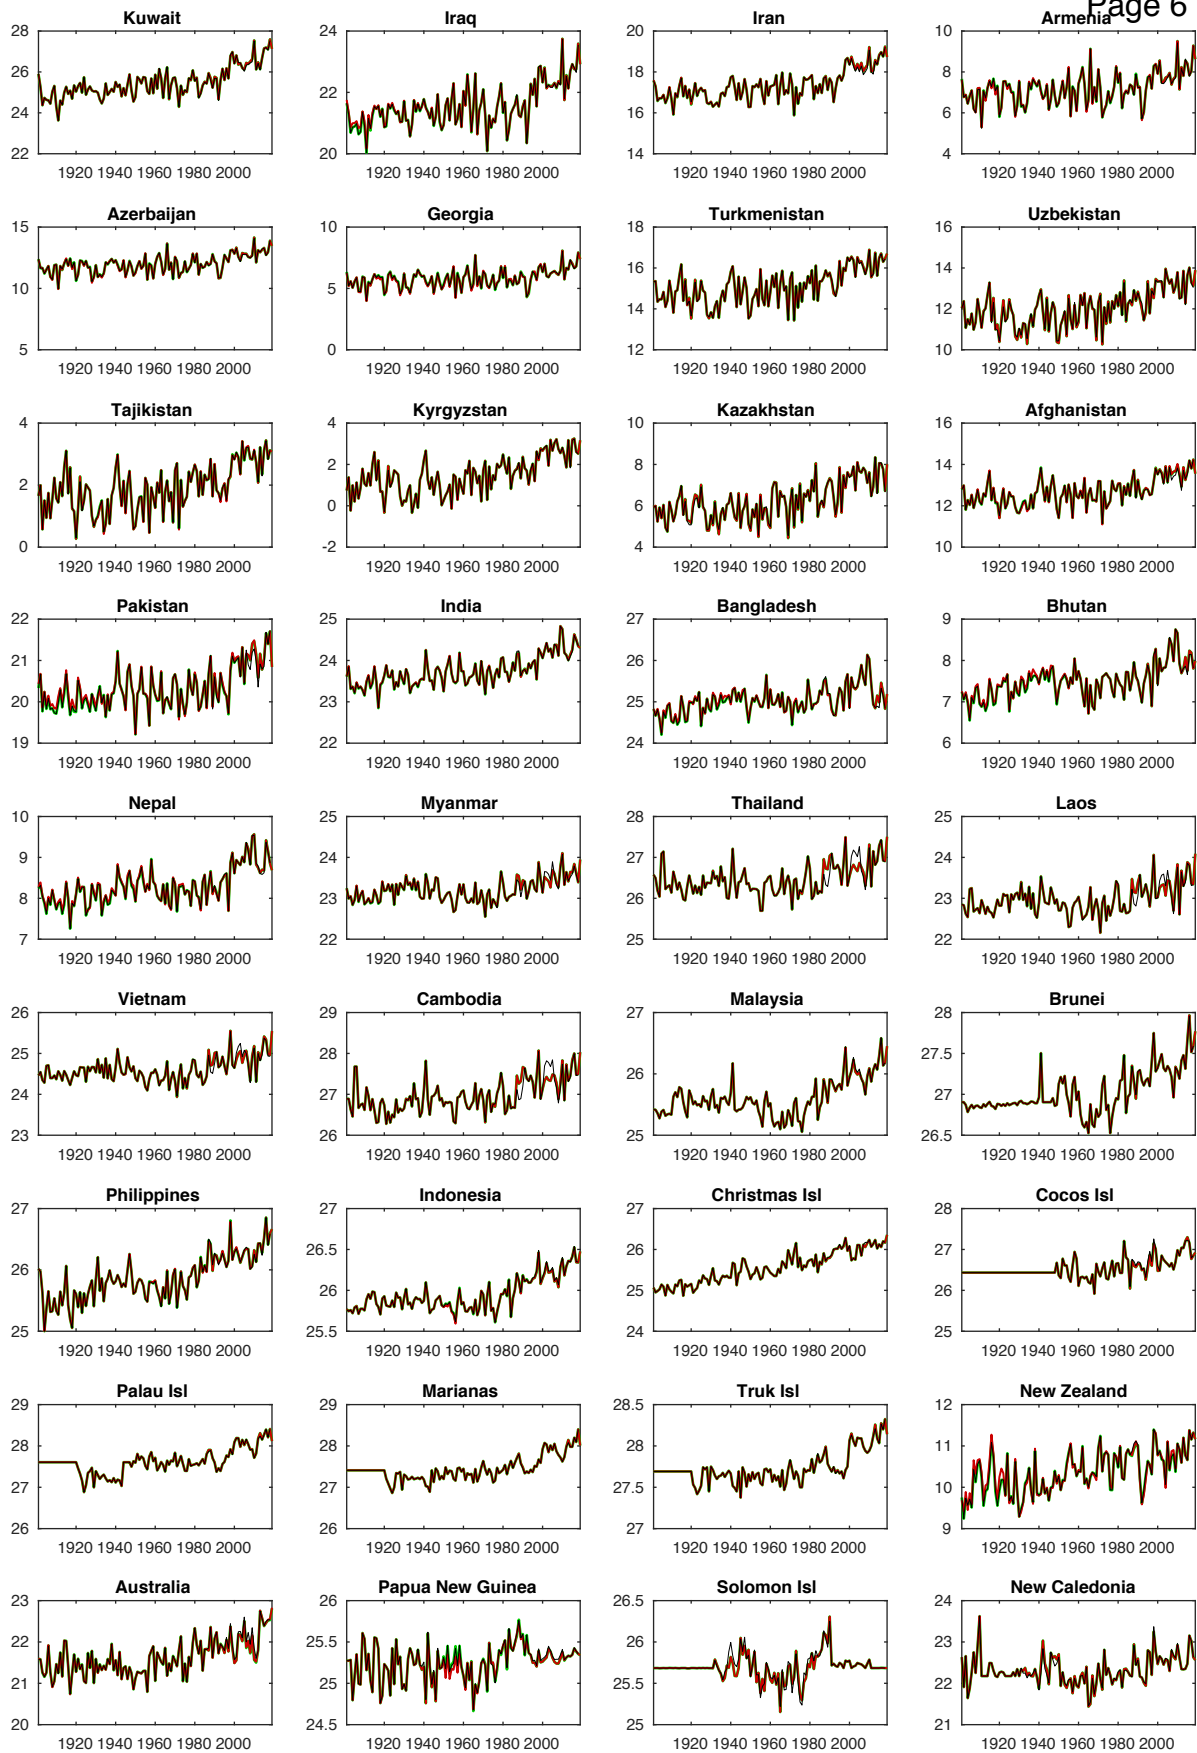 Page 6
Kuwait Iraq Iran Armenia
28 24 20 10
26 22 18 8
24 16 6
22 20 14 4
1920 1940 1960 1980 2000 1920 1940 1960 1980 2000 1920 1940 1960 1980 2000 1920 1940 1960 1980 2000
Azerbaijan Georgia Turkmenistan Uzbekistan
15 10 18 16
16 14
10 5 14 12
5 0 12 10
1920 1940 1960 1980 2000 1920 1940 1960 1980 2000 1920 1940 1960 1980 2000 1920 1940 1960 1980 2000
Tajikistan Kyrgyzstan Kazakhstan Afghanistan
4 4 10 16
2 8 14
2 0 6 12
0 -2 4 10
1920 1940 1960 1980 2000 1920 1940 1960 1980 2000 1920 1940 1960 1980 2000 1920 1940 1960 1980 2000
Pakistan India Bangladesh Bhutan
22 25 27 9
21 24 26 8
20 23 25 7
19 22 24 6
1920 1940 1960 1980 2000 1920 1940 1960 1980 2000 1920 1940 1960 1980 2000 1920 1940 1960 1980 2000
Nepal Myanmar Thailand Laos
10 25 28 25
9 24 27 24
8 23 26 23
7 22 25 22
1920 1940 1960 1980 2000 1920 1940 1960 1980 2000 1920 1940 1960 1980 2000 1920 1940 1960 1980 2000
Vietnam Cambodia Malaysia Brunei
26 29 27 28
25 28 26 27.5
24 27 27
23 26 25 26.5
1920 1940 1960 1980 2000 1920 1940 1960 1980 2000 1920 1940 1960 1980 2000 1920 1940 1960 1980 2000
Philippines Indonesia Christmas Isl Cocos Isl
27 27 27 28
26.5 26 27
26 26 25 26
25 25.5 24 25
1920 1940 1960 1980 2000 1920 1940 1960 1980 2000 1920 1940 1960 1980 2000 1920 1940 1960 1980 2000
Palau Isl Marianas Truk Isl New Zealand
29 29 28.5 12
28 28 28 11
27 27 27.5 10
26 26 27 9
1920 1940 1960 1980 2000 1920 1940 1960 1980 2000 1920 1940 1960 1980 2000 1920 1940 1960 1980 2000
Australia Papua New Guinea Solomon Isl New Caledonia
23 26 26.5 24
22 25.5 26 23
21 25 25.5 22
20 24.5 25 21
1920 1940 1960 1980 2000 1920 1940 1960 1980 2000 1920 1940 1960 1980 2000 1920 1940 1960 1980 2000